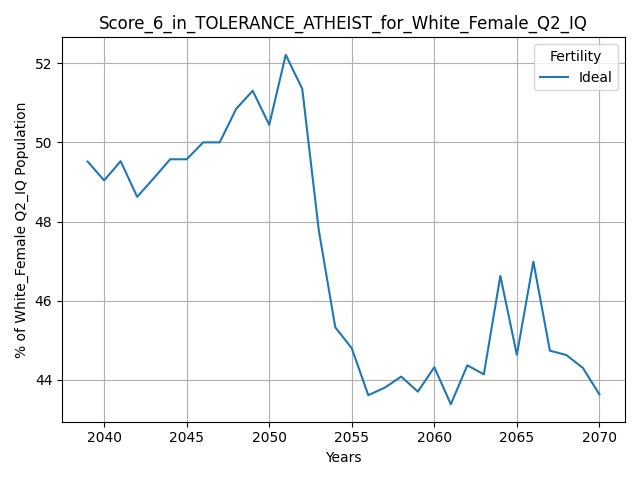 Score_6_in_TOLERANCE_ATHEIST_for_White_Female_Q2_IQ
Fertility
Ideal
% of White_Female Q2_IQ Population
52
50
48
46
44
2040 2045 2050 2055 2060 2065 2070
Years